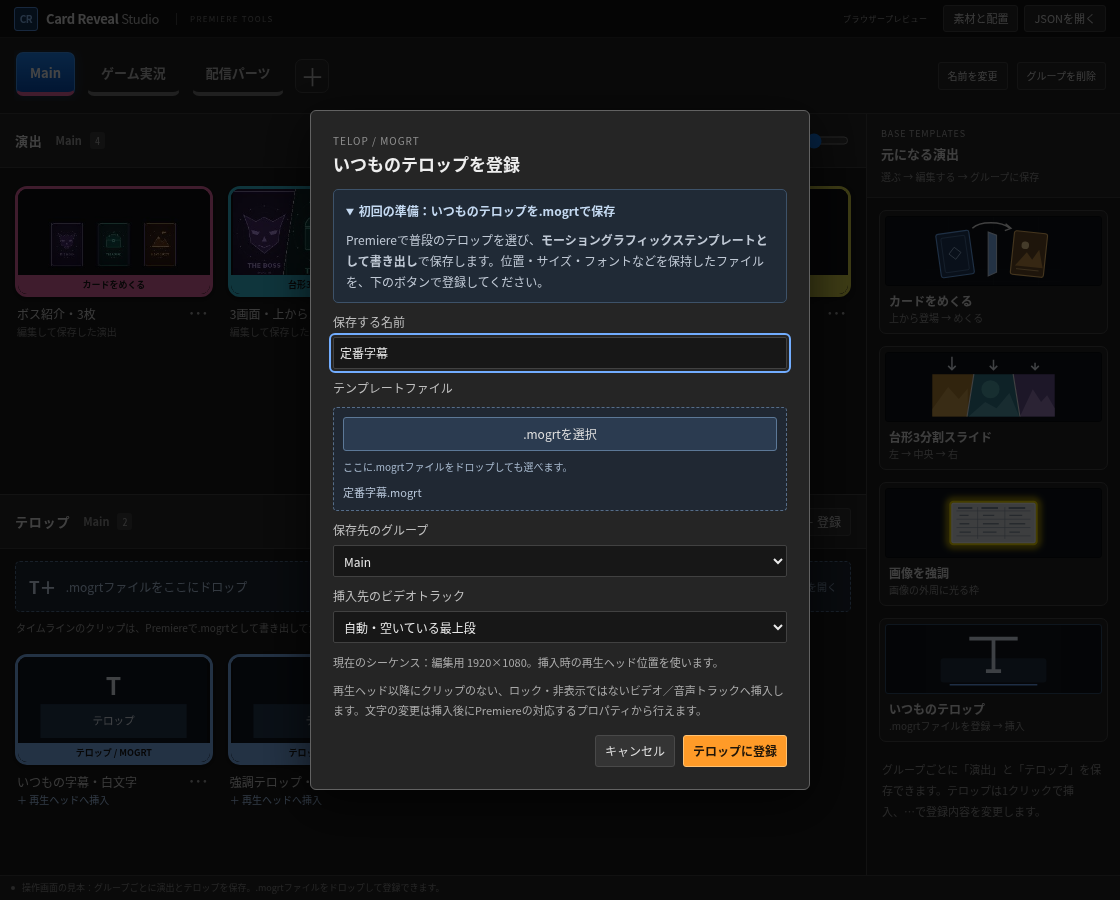 CR Card Reveal Studio PREMIERE TOOLS ブラウザープレビュー 素材と配置 JSONを開く
Main ゲーム実況 配信パーツ 名前を変更 グループを削除
演出 Main 4
カードをめくる
ボス紹介・3枚 ···
編集して保存した演出
THE BOSS
3画面・上から
編集して保存した
···
TELOP / MOGRT
いつものテロップを登録
▼ 初回の準備：いつものテロップを.mogrtで保存
Premiereで普段のテロップを選び、モーショングラフィックステンプレートと
して書き出しで保存します。位置・サイズ・フォントなどを保持したファイル
を、下のボタンで登録してください。
保存する名前
定番字幕
テンプレートファイル
.mogrtを選択
ここに.mogrtファイルをドロップしても選べます。
定番字幕.mogrt
保存先のグループ
Main
挿入先のビデオトラック
自動・空いている最上段
現在のシーケンス：編集用 1920×1080。挿入時の再生ヘッド位置を使います。
再生ヘッド以降にクリップのない、ロック・非表示ではないビデオ／音声トラックへ挿入し
ます。文字の変更は挿入後にPremiereの対応するプロパティから行えます。
キャンセル テロップに登録
テロップ Main 2 登録
T＋ .mogrtファイルをここにドロップ を開く
タイムラインのクリップは、Premiereで.mogrtとして書き出して
T
テロップ
テロップ / MOGRT
いつもの字幕・白文字 ···
＋ 再生ヘッドへ挿入
強調テロップ・
＋ 再生ヘッドへ挿入
BASE TEMPLATES
元になる演出
選ぶ → 編集する → グループに保存
カードをめくる
上から登場 → めくる
台形3分割スライド
左 → 中央 → 右
画像を強調
画像の外周に光る枠
いつものテロップ
.mogrtファイルを登録 → 挿入
グループごとに「演出」と「テロップ」を保
存できます。テロップは1クリックで挿
入、…で登録内容を変更します。
● 操作画面の見本：グループごとに演出とテロップを保存。.mogrtファイルをドロップして登録できます。